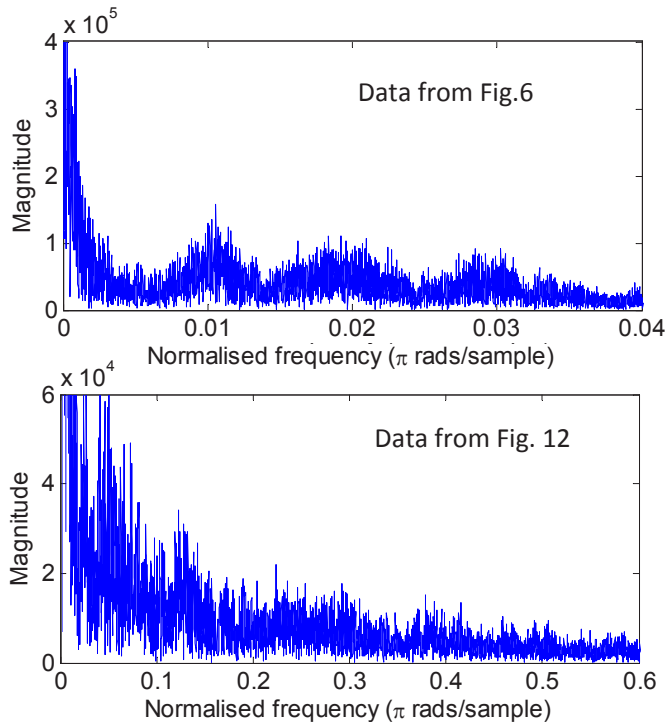 x 10^5
4
Data from Fig.6
3
Magnitude
2
1
0
0 0.01 0.02 0.03 0.04
Normalised frequency (π rads/sample)
x 10^4
6
Data from Fig. 12
4
Magnitude
2
0
0 0.1 0.2 0.3 0.4 0.5 0.6
Normalised frequency (π rads/sample)